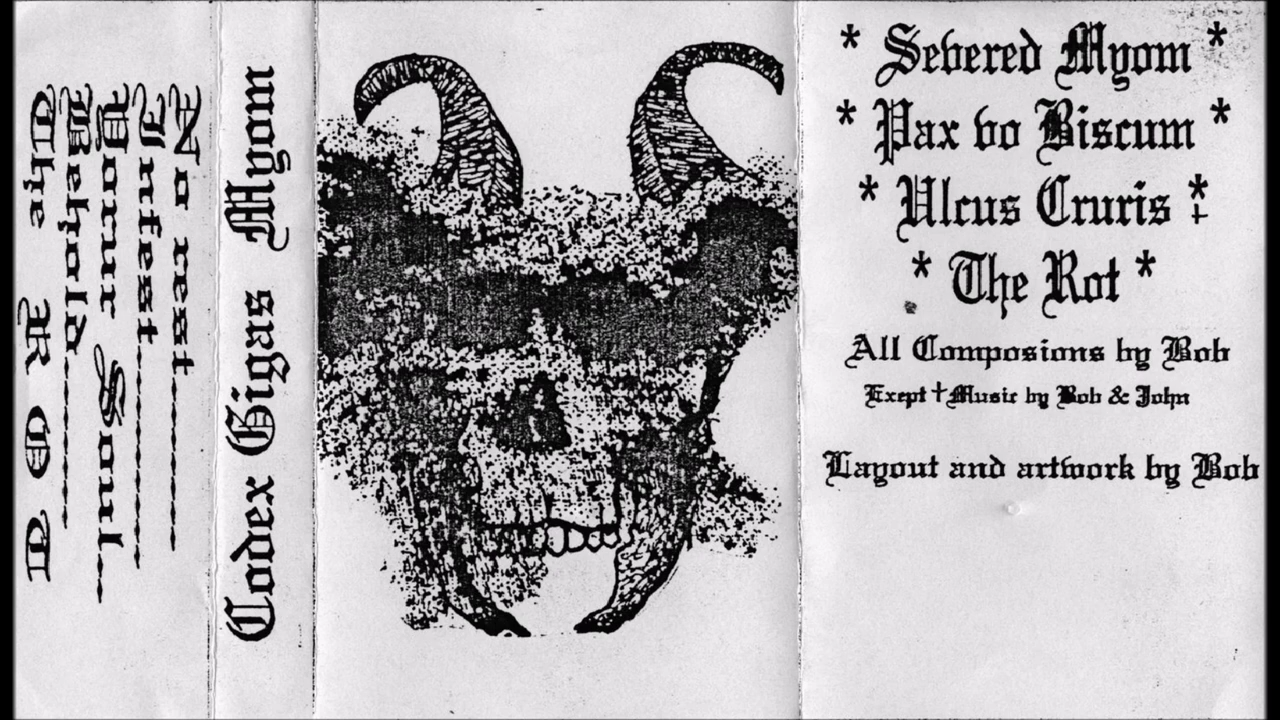 No rest
Infest
Your Soul
Behold
The ROT
Codex Gigas Myom
* Severed Myom *
* Pax vo Biscum *
* Ulcus Cruris ‡
* The Rot *
All Composions by Bob
Exept † Music by Bob & John
Layout and artwork by Bob